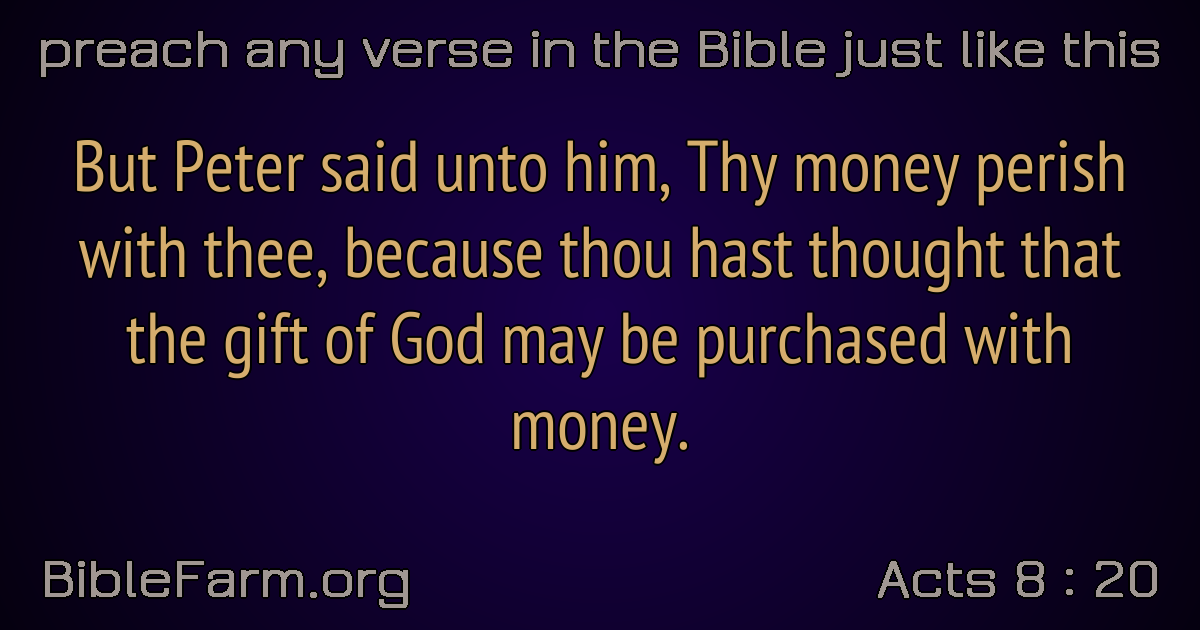 preach any verse in the Bible just like this
But Peter said unto him, Thy money perish
with thee, because thou hast thought that
the gift of God may be purchased with
money.
BibleFarm.org
Acts 8 : 20